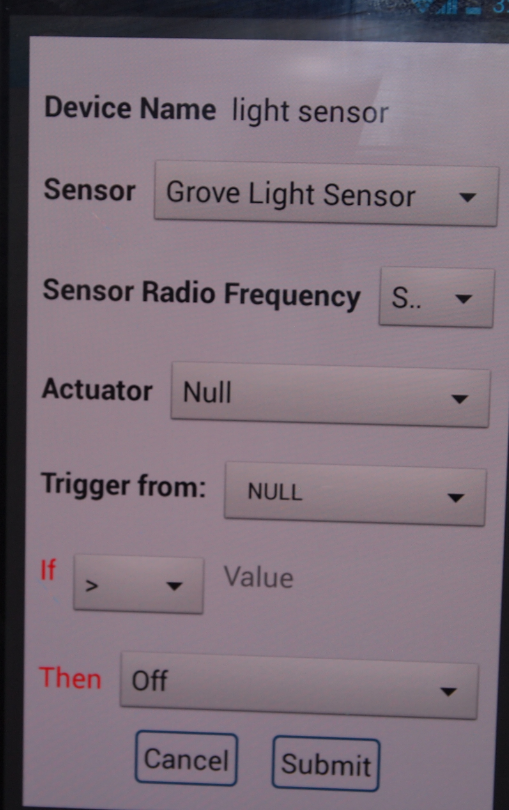 Device Name light sensor
Sensor Grove Light Sensor
Sensor Radio Frequency S..
Actuator Null
Trigger from: NULL
If > Value
Then Off
Cancel Submit